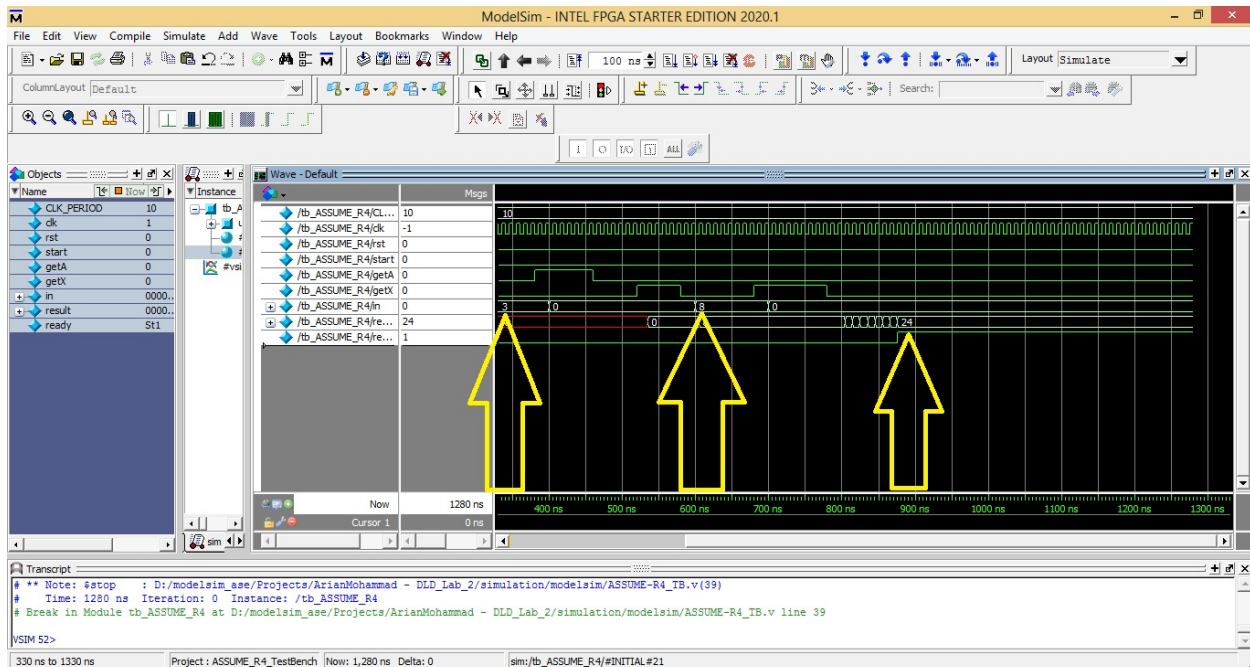 ModelSim - INTEL FPGA STARTER EDITION 2020.1
File Edit View Compile Simulate Add Wave Tools Layout Bookmarks Window Help
100 ns
Layout Simulate
ColumnLayout Default
Search:
ALL
Objects
Name Now
CLK_PERIOD 10
clk 1
rst 0
start 0
getA 0
getX 0
in 0000..
result 0000..
ready St1
Instance
tb_A
u
#
#
#vsi
sim
Wave - Default
Msgs
/tb_ASSUME_R4/CL... 10 10
/tb_ASSUME_R4/clk -1
/tb_ASSUME_R4/rst 0
/tb_ASSUME_R4/start 0
/tb_ASSUME_R4/getA 0
/tb_ASSUME_R4/getX 0
/tb_ASSUME_R4/in 0 3 0 8 0
/tb_ASSUME_R4/re... 24 0 24
/tb_ASSUME_R4/re... 1
Now 1280 ns
Cursor 1 0 ns
400 ns 500 ns 600 ns 700 ns 800 ns 900 ns 1000 ns 1100 ns 1200 ns 1300 ns
Transcript
# ** Note: $stop : D:/modelsim_ase/Projects/ArianMohammad - DLD_Lab_2/simulation/modelsim/ASSUME-R4_TB.v(39)
# Time: 1280 ns Iteration: 0 Instance: /tb_ASSUME_R4
# Break in Module tb_ASSUME_R4 at D:/modelsim_ase/Projects/ArianMohammad - DLD_Lab_2/simulation/modelsim/ASSUME-R4_TB.v line 39
VSIM 52>
330 ns to 1330 ns Project : ASSUME_R4_TestBench Now: 1,280 ns Delta: 0 sim:/tb_ASSUME_R4/#INITIAL#21